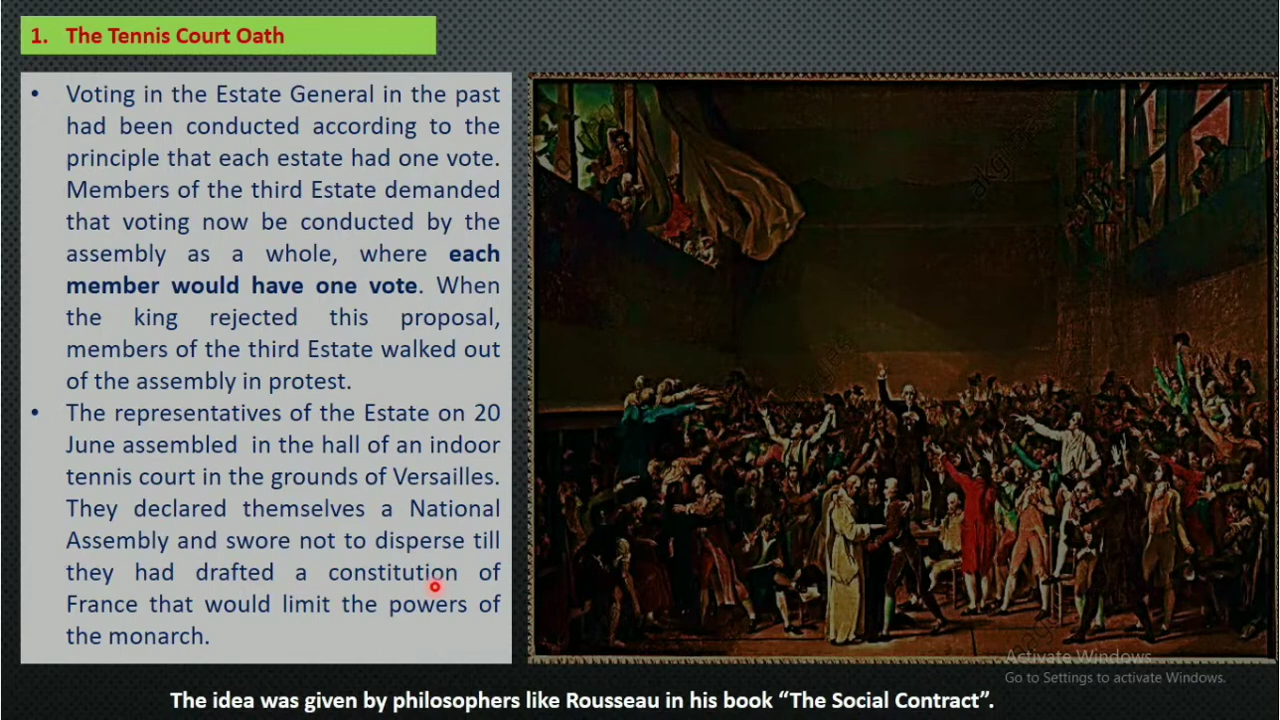 1. The Tennis Court Oath
• Voting in the Estate General in the past
had been conducted according to the
principle that each estate had one vote.
Members of the third Estate demanded
that voting now be conducted by the
assembly as a whole, where each
member would have one vote. When
the king rejected this proposal,
members of the third Estate walked out
of the assembly in protest.
• The representatives of the Estate on 20
June assembled in the hall of an indoor
tennis court in the grounds of Versailles.
They declared themselves a National
Assembly and swore not to disperse till
they had drafted a constitution of
France that would limit the powers of
the monarch.
Activate Windows
Go to Settings to activate Windows.
The idea was given by philosophers like Rousseau in his book “The Social Contract”.